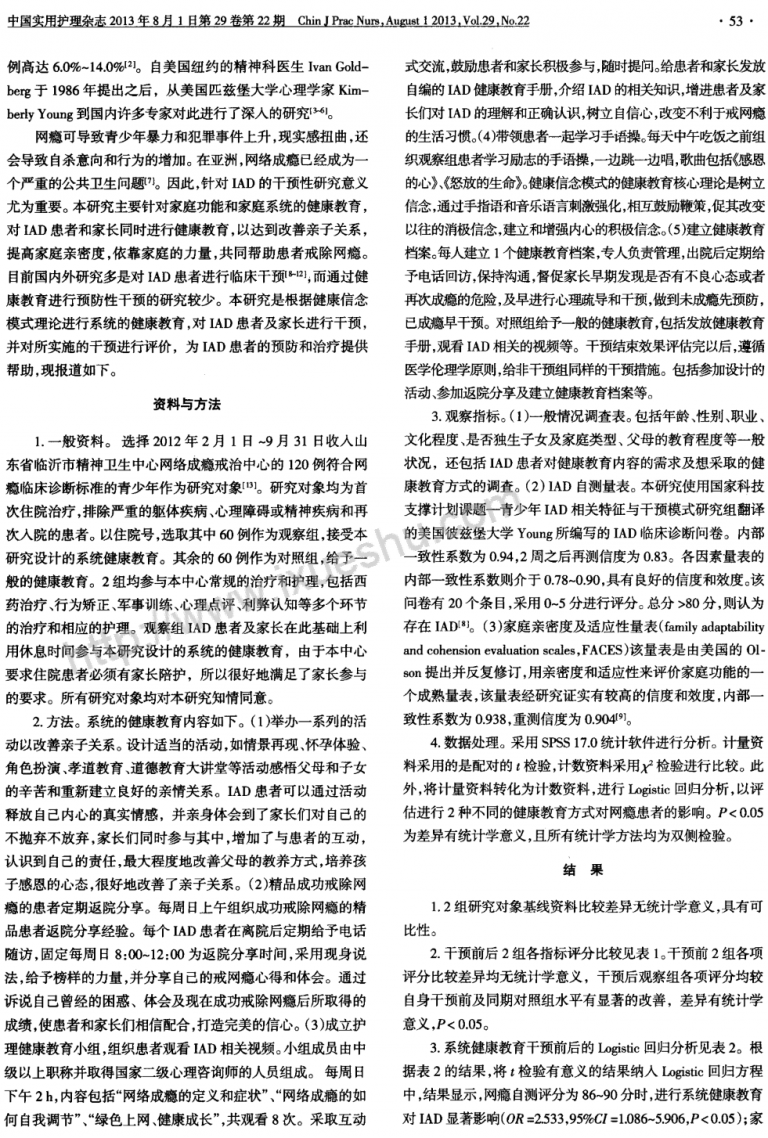 中国实用护理杂志 2013 年 8 月 1 日第 29 卷第 22 期 Chin J Prac Nurs, August 1 2013, Vol.29, No.22 ·53·
例高达 6.0%~14.0%[2]。自美国纽约的精神科医生 Ivan Gold-
berg 于 1986 年提出之后，从美国匹兹堡大学心理学家 Kim-
berly Young 到国内许多专家对此进行了深入的研究[3-6]。
网瘾可导致青少年暴力和犯罪事件上升,现实感扭曲,还
会导致自杀意向和行为的增加。在亚洲,网络成瘾已经成为一
个严重的公共卫生问题[7]。因此,针对 IAD 的干预性研究意义
尤为重要。本研究主要针对家庭功能和家庭系统的健康教育，
对 IAD 患者和家长同时进行健康教育,以达到改善亲子关系，
提高家庭亲密度,依靠家庭的力量,共同帮助患者戒除网瘾。
目前国内外研究多是对 IAD 患者进行临床干预[8-12],而通过健
康教育进行预防性干预的研究较少。本研究是根据健康信念
模式理论进行系统的健康教育,对 IAD 患者及家长进行干预，
并对所实施的干预进行评价，为 IAD 患者的预防和治疗提供
帮助,现报道如下。
资料与方法
1. 一般资料。选择 2012 年 2 月 1 日 ~9 月 31 日收入山
东省临沂市精神卫生中心网络成瘾戒治中心的 120 例符合网
瘾临床诊断标准的青少年作为研究对象[13]。研究对象均为首
次住院治疗,排除严重的躯体疾病、心理障碍或精神疾病和再
次入院的患者。以住院号,选取其中 60 例作为观察组,接受本
研究设计的系统健康教育。其余的 60 例作为对照组,给予一
般的健康教育。2 组均参与本中心常规的治疗和护理,包括西
药治疗、行为矫正、军事训练、心理点评、利弊认知等多个环节
的治疗和相应的护理。观察组 IAD 患者及家长在此基础上利
用休息时间参与本研究设计的系统的健康教育，由于本中心
要求住院患者必须有家长陪护，所以很好地满足了家长参与
的要求。所有研究对象均对本研究知情同意。
2. 方法。系统的健康教育内容如下。(1)举办一系列的活
动以改善亲子关系。设计适当的活动,如情景再现、怀孕体验、
角色扮演、孝道教育、道德教育大讲堂等活动感悟父母和子女
的辛苦和重新建立良好的亲情关系。IAD 患者可以通过活动
释放自己内心的真实情感，并亲身体会到了家长们对自己的
不抛弃不放弃,家长们同时参与其中,增加了与患者的互动，
认识到自己的责任,最大程度地改善父母的教养方式,培养孩
子感恩的心态,很好地改善了亲子关系。(2)精品成功戒除网
瘾的患者定期返院分享。每周日上午组织成功戒除网瘾的精
品患者返院分享经验。每个 IAD 患者在离院后定期给予电话
随访,固定每周日 8:00~12:00 为返院分享时间,采用现身说
法,给予榜样的力量,并分享自己的戒网瘾心得和体会。通过
诉说自己曾经的困惑、体会及现在成功戒除网瘾后所取得的
成绩,使患者和家长们相信配合,打造完美的信心。(3)成立护
理健康教育小组,组织患者观看 IAD 相关视频。小组成员由中
级以上职称并取得国家二级心理咨询师的人员组成。每周日
下午 2 h,内容包括“网络成瘾的定义和症状”、“网络成瘾的如
何自我调节”、“绿色上网、健康成长”,共观看 8 次。采取互动
式交流,鼓励患者和家长积极参与,随时提问。给患者和家长发放
自编的 IAD 健康教育手册,介绍 IAD 的相关知识,增进患者及家
长们对 IAD 的理解和正确认识,树立自信心,改变不利于戒网瘾
的生活习惯。(4)带领患者一起学习手语操。每天中午吃饭之前组
织观察组患者学习励志的手语操,一边跳一边唱,歌曲包括《感恩
的心》、《怒放的生命》。健康信念模式的健康教育核心理论是树立
信念,通过手指语和音乐语言刺激强化,相互鼓励鞭策,促其改变
以往的消极信念,建立和增强内心的积极信念。(5)建立健康教育
档案。每人建立 1 个健康教育档案,专人负责管理,出院后定期给
予电话回访,保持沟通,督促家长早期发现是否有不良心态或者
再次成瘾的危险,及早进行心理疏导和干预,做到未成瘾先预防，
已成瘾早干预。对照组给予一般的健康教育,包括发放健康教育
手册,观看 IAD 相关的视频等。干预结束效果评估完以后,遵循
医学伦理学原则,给非干预组同样的干预措施。包括参加设计的
活动、参加返院分享及建立健康教育档案等。
3. 观察指标。(1)一般情况调查表。包括年龄、性别、职业、
文化程度、是否独生子女及家庭类型、父母的教育程度等一般
状况，还包括 IAD 患者对健康教育内容的需求及想采取的健
康教育方式的调查。(2) IAD 自测量表。本研究使用国家科技
支撑计划课题—青少年 IAD 相关特征与干预模式研究组翻译
的美国彼兹堡大学 Young 所编写的 IAD 临床诊断问卷。内部
一致性系数为 0.94,2 周之后再测信度为 0.83。各因素量表的
内部一致性系数则介于 0.78~0.90,具有良好的信度和效度。该
问卷有 20 个条目,采用 0~5 分进行评分。总分 >80 分,则认为
存在 IAD[8]。(3)家庭亲密度及适应性量表(family adaptability
and cohension evaluation scales,FACES)该量表是由美国的 Ol-
son 提出并反复修订,用亲密度和适应性来评价家庭功能的一
个成熟量表,该量表经研究证实有较高的信度和效度,内部一
致性系数为 0.938,重测信度为 0.904[9]。
4. 数据处理。采用 SPSS 17.0 统计软件进行分析。计量资
料采用的是配对的 t 检验,计数资料采用 χ² 检验进行比较。此
外,将计量资料转化为计数资料,进行 Logistic 回归分析,以评
估进行 2 种不同的健康教育方式对网瘾患者的影响。P<0.05
为差异有统计学意义,且所有统计学方法均为双侧检验。
结 果
1. 2 组研究对象基线资料比较差异无统计学意义,具有可
比性。
2. 干预前后 2 组各指标评分比较见表 1。干预前 2 组各项
评分比较差异均无统计学意义，干预后观察组各项评分均较
自身干预前及同期对照组水平有显著的改善，差异有统计学
意义,P<0.05。
3. 系统健康教育干预前后的 Logistic 回归分析见表 2。根
据表 2 的结果,将 t 检验有意义的结果纳入 Logistic 回归方程
中,结果显示,网瘾自测评分为 86~90 分时,进行系统健康教育
对 IAD 显著影响(OR =2.533,95%CI =1.086~5.906,P<0.05)；家
http://www.ixueshu.com